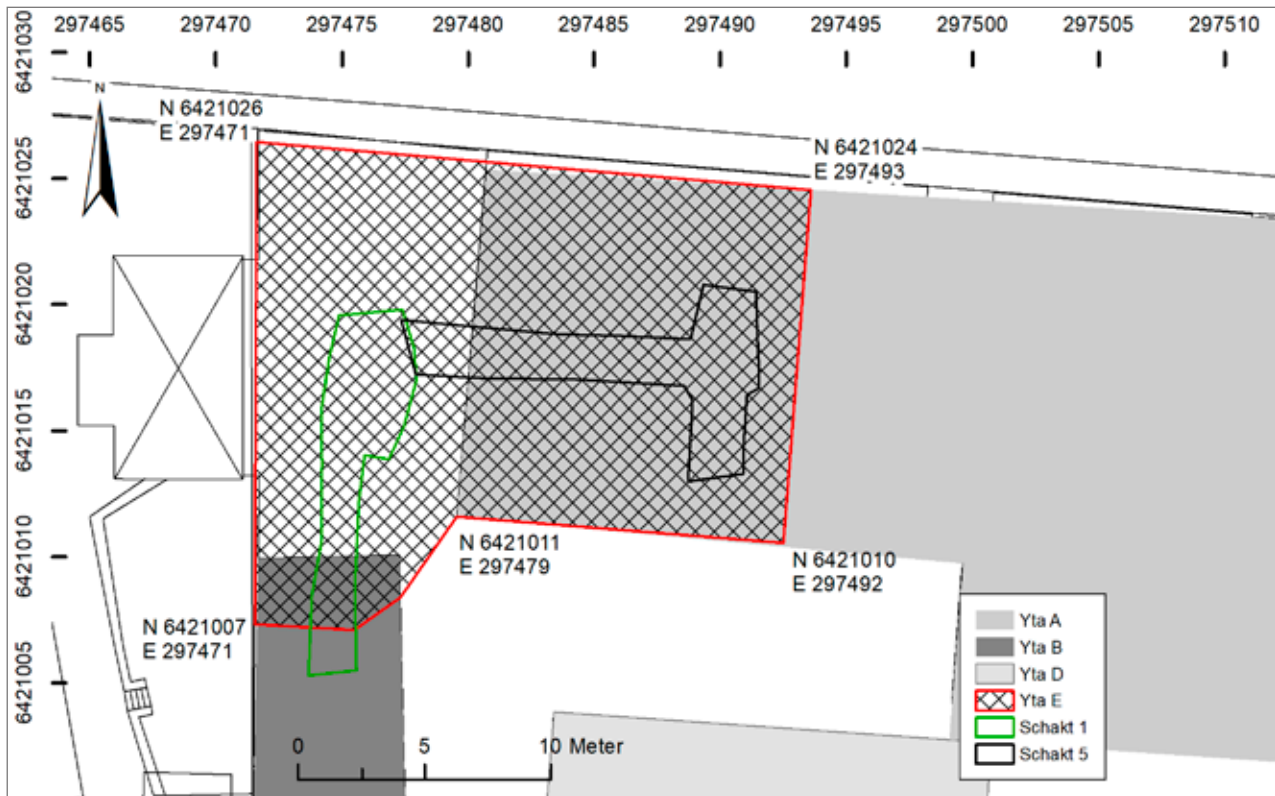 297465 297470 297475 297480 297485 297490 297495 297500 297505 297510
6421030
6421025
6421020
6421015
6421010
6421005
N
N 6421026
E 297471
N 6421024
E 297493
N 6421011
E 297479
N 6421010
E 297492
N 6421007
E 297471
Yta A
Yta B
Yta D
Yta E
Schakt 1
Schakt 5
0 5 10 Meter